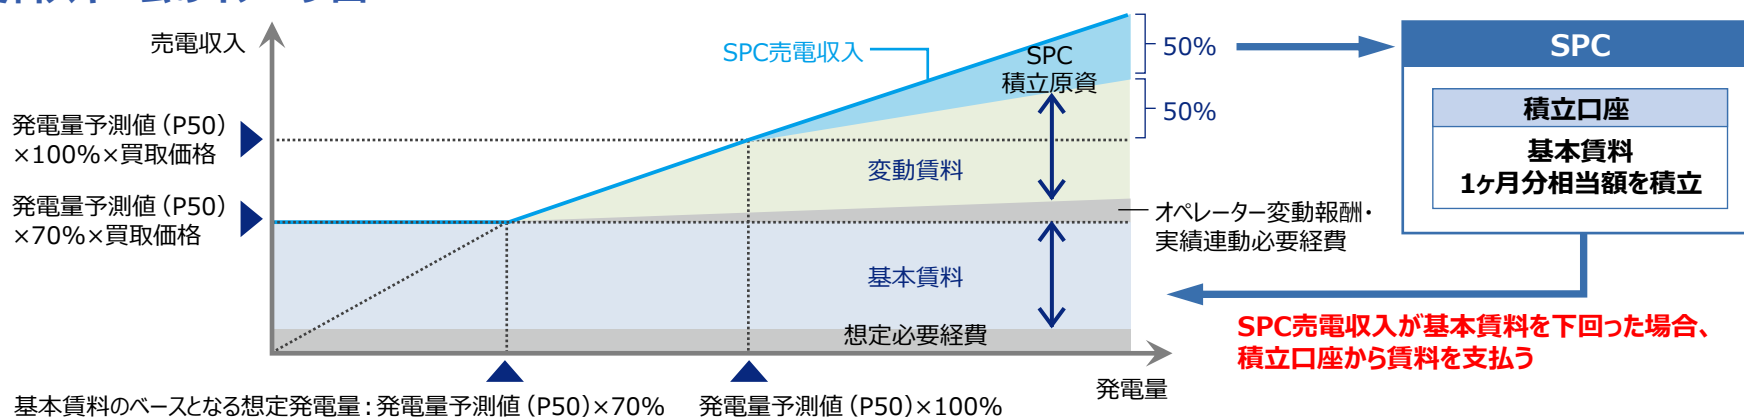 売電収入
SPC売電収入
SPC
積立原資
50%
50%
発電量予測値（P50）
×100%×買取価格
変動賃料
発電量予測値（P50）
×70%×買取価格
オペレーター変動報酬・
実績連動必要経費
基本賃料
想定必要経費
発電量
基本賃料のベースとなる想定発電量：発電量予測値（P50）×70%
発電量予測値（P50）×100%
SPC
積立口座
基本賃料
1ヶ月分相当額を積立
SPC売電収入が基本賃料を下回った場合、
積立口座から賃料を支払う